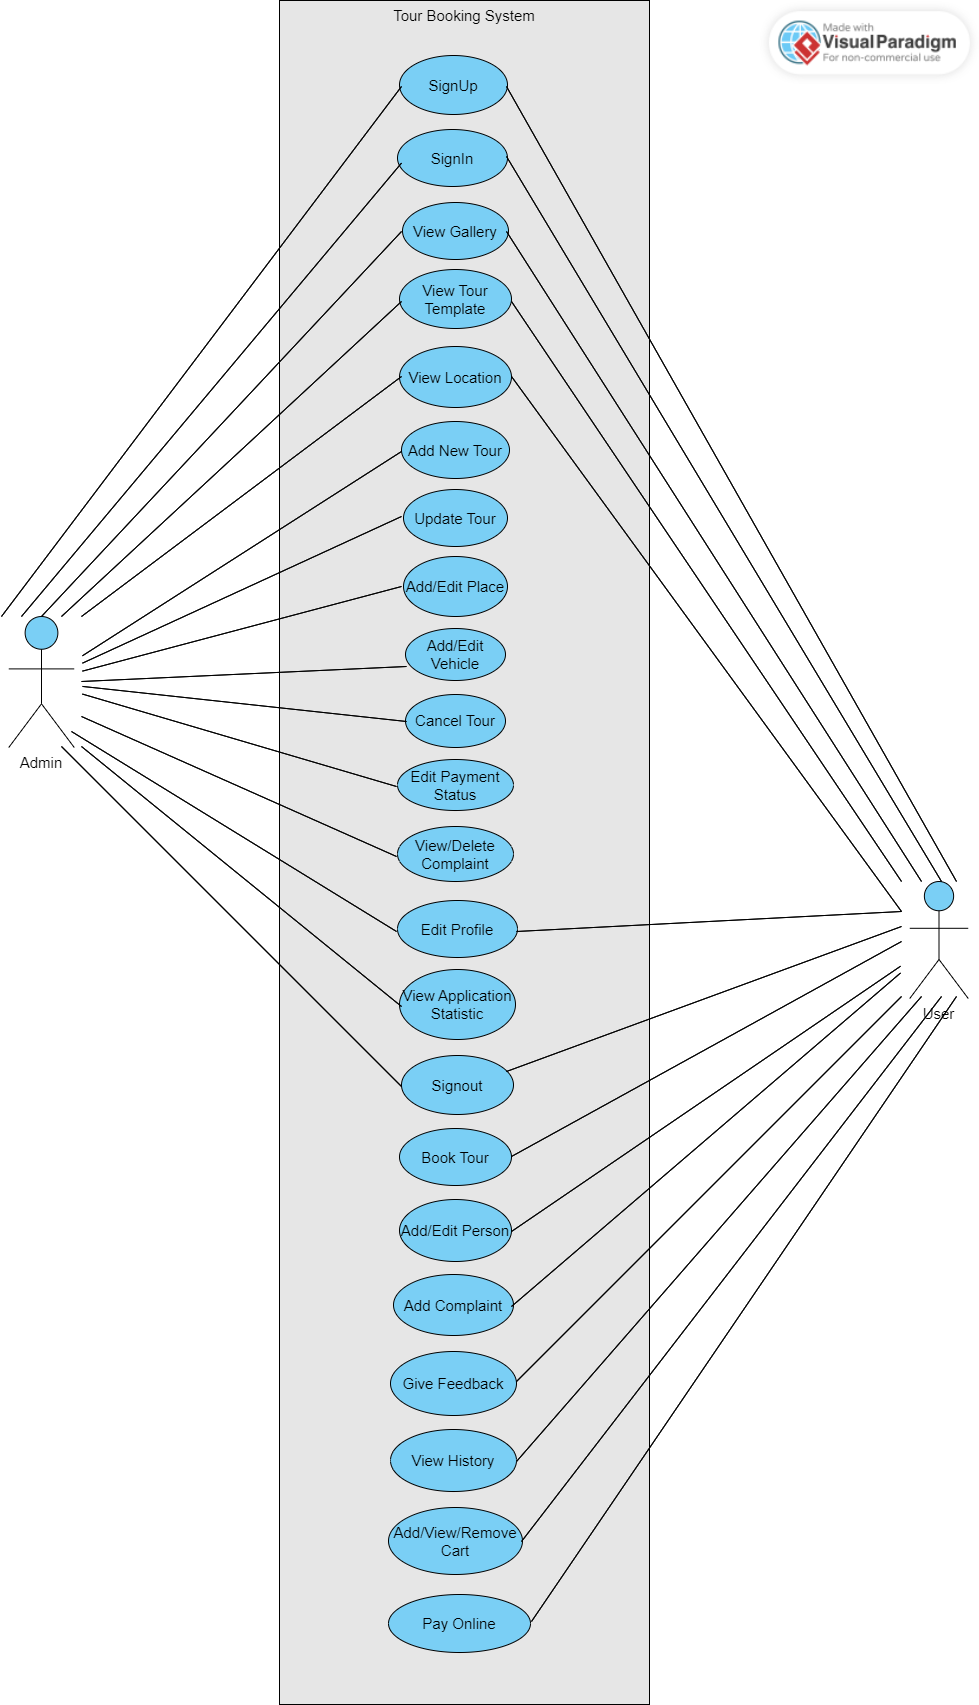 Tour Booking System
Made with
Visual Paradigm
For non-commercial use
SignUp
SignIn
View Gallery
View Tour
Template
View Location
Add New Tour
Update Tour
Add/Edit Place
Add/Edit
Vehicle
Cancel Tour
Admin
Edit Payment
Status
View/Delete
Complaint
Edit Profile
View Application
Statistic
User
Signout
Book Tour
Add/Edit Person
Add Complaint
Give Feedback
View History
Add/View/Remove
Cart
Pay Online